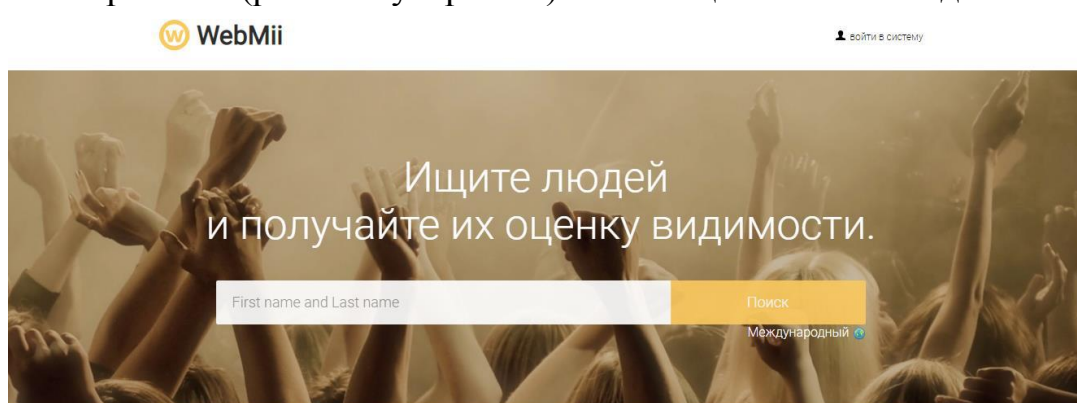 WebMii
войти в систему
Ищите людей
и получайте их оценку видимости.
First name and Last name
Поиск
Международный